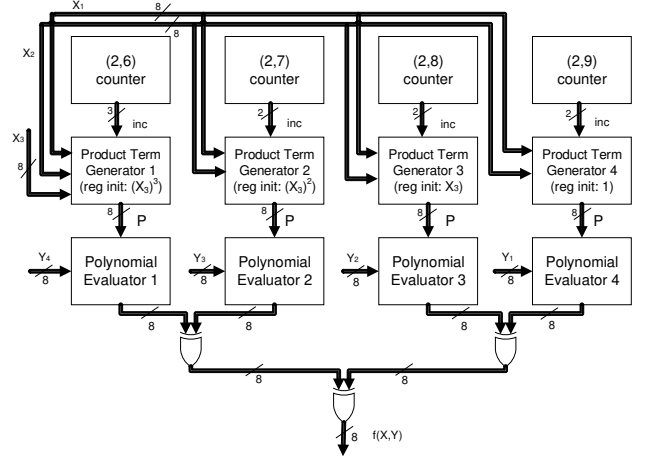 X1
8
8
X2
(2,6)
counter
(2,7)
counter
(2,8)
counter
(2,9)
counter
3
inc
2
inc
2
inc
2
inc
X3
8
Product Term
Generator 1
(reg init: (X3)^3)
Product Term
Generator 2
(reg init: (X3)^2)
Product Term
Generator 3
(reg init: X3)
Product Term
Generator 4
(reg init: 1)
8
P
8
P
8
P
8
P
Y4
8
Polynomial
Evaluator 1
Y3
8
Polynomial
Evaluator 2
Y2
8
Polynomial
Evaluator 3
Y1
8
Polynomial
Evaluator 4
8
8
8
8
8
8
8
f(X,Y)